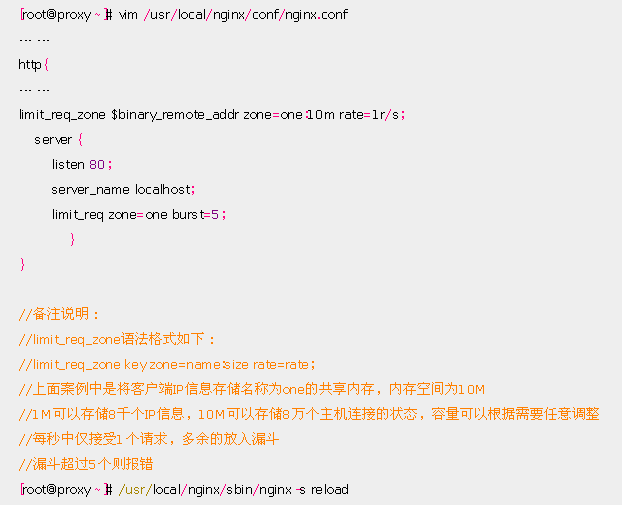 [root@proxy ~]# vim /usr/local/nginx/conf/nginx.conf
... ...
http{
... ...
limit_req_zone $binary_remote_addr zone=one:10m rate=1r/s;
server {
listen 80;
server_name localhost;
limit_req zone=one burst=5;
}
}
//备注说明：
//limit_req_zone语法格式如下：
//limit_req_zone key zone=name:size rate=rate;
//上面案例中是将客户端IP信息存储名称为one的共享内存，内存空间为10M
//1M可以存储8千个IP信息，10M可以存储8万个主机连接的状态，容量可以根据需要任意调整
//每秒中仅接受1个请求，多余的放入漏斗
//漏斗超过5个则报错
[root@proxy ~]# /usr/local/nginx/sbin/nginx -s reload